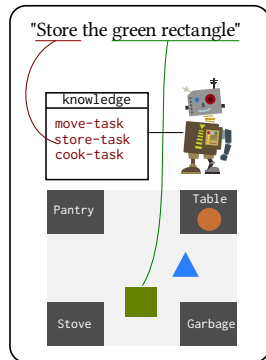 "Store the green rectangle"
knowledge
move-task
store-task
cook-task
Pantry
Table
Stove
Garbage